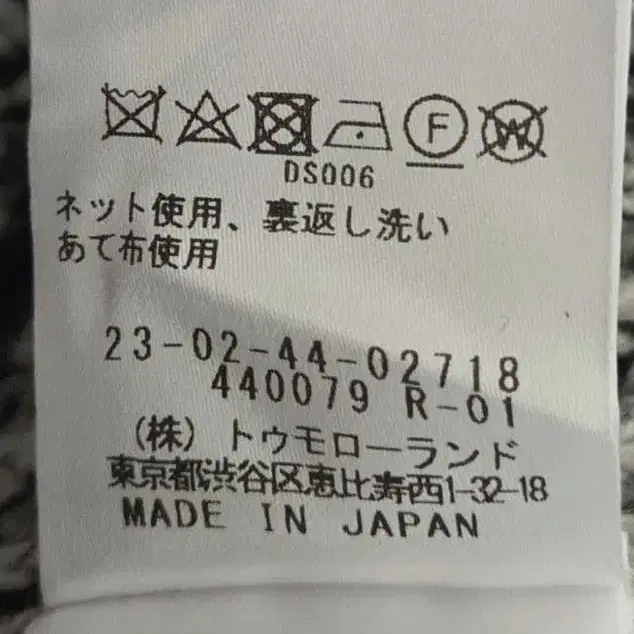 F W
DS006
ネット使用、裏返し洗い
あて布使用
23-02-44-02718
440079 R-01
(株) トゥモローランド
東京都渋谷区恵比寿西1-32-18
MADE IN JAPAN